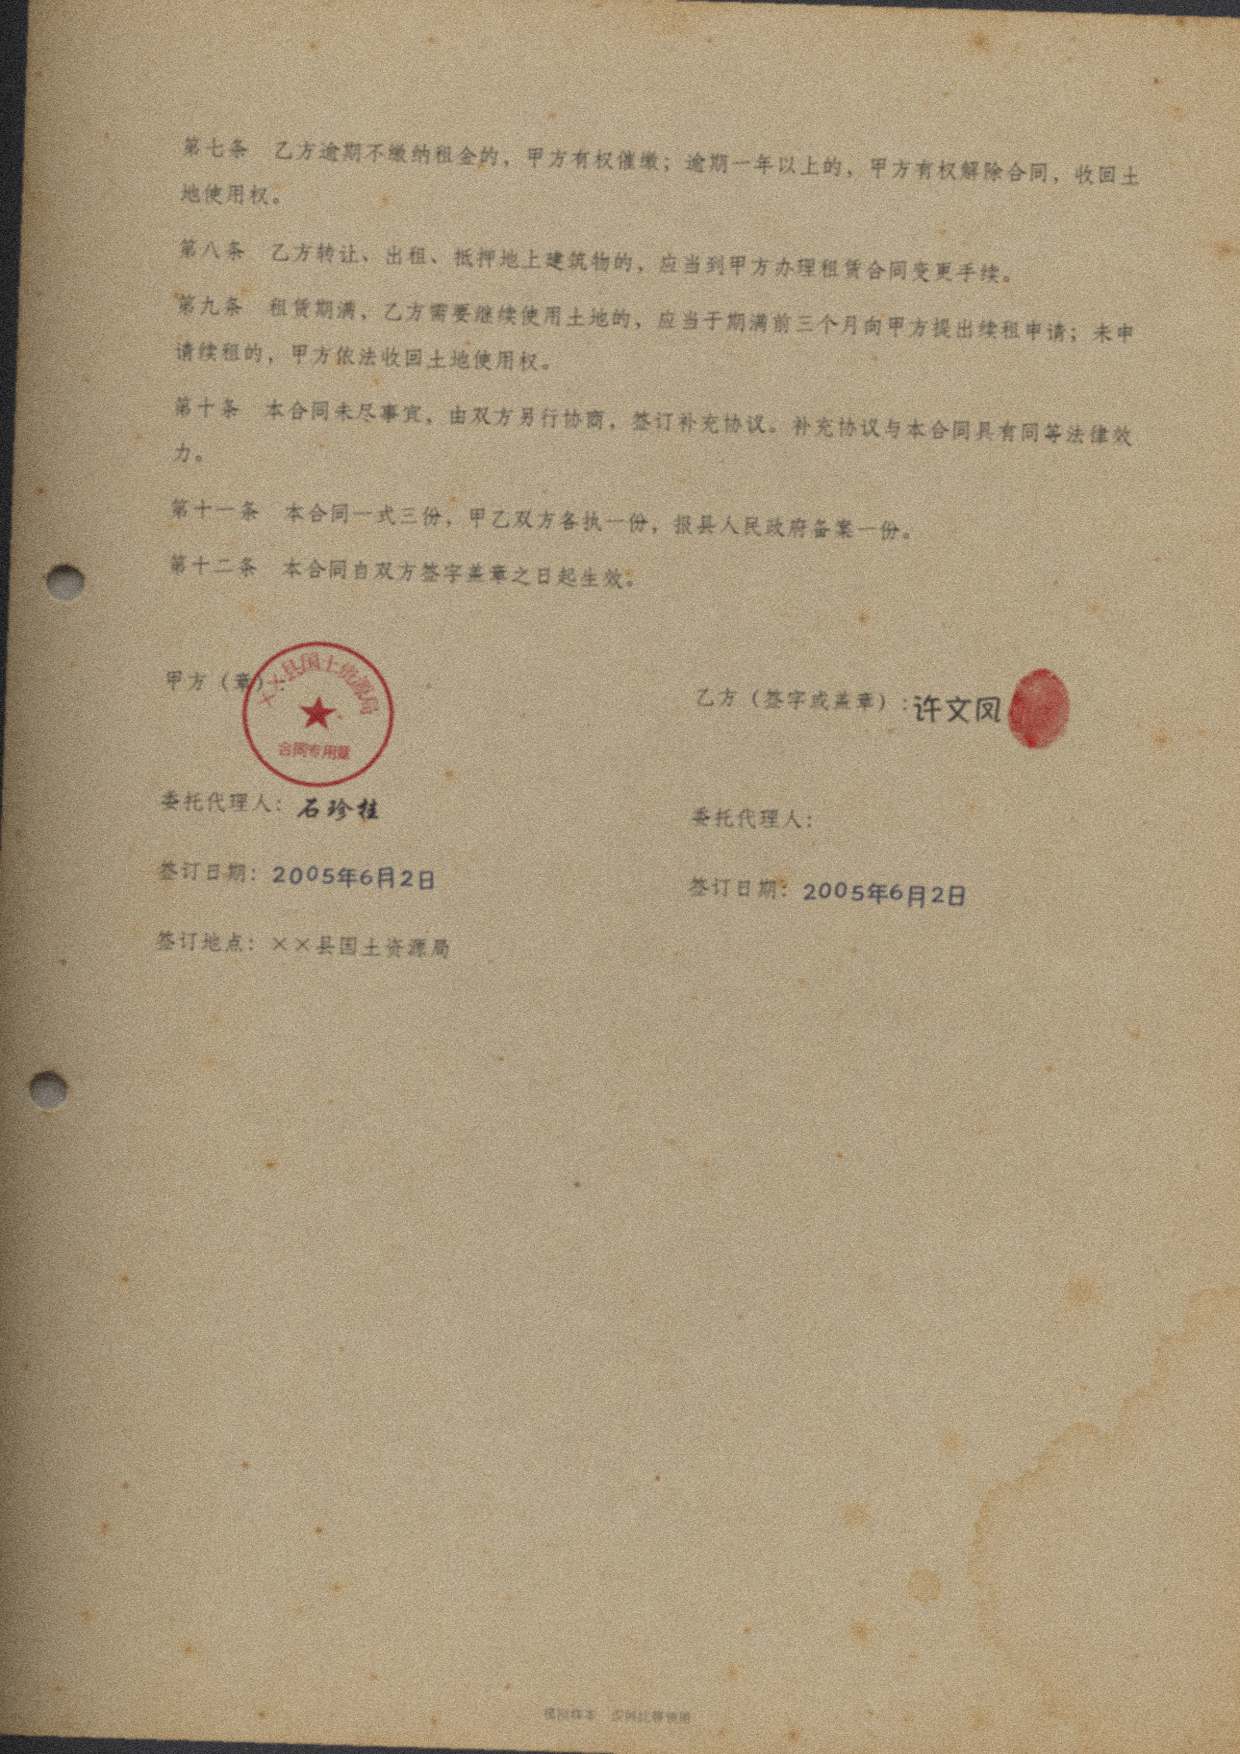 第七条　乙方逾期不缴纳租金的，甲方有权催缴；逾期一年以上的，甲方有权解除合同，收回土
地使用权。
第八条　乙方转让、出租、抵押地上建筑物的，应当到甲方办理租赁合同变更手续。
第九条　租赁期满，乙方需要继续使用土地的，应当于期满前三个月向甲方提出续租申请；未申
请续租的，甲方依法收回土地使用权。
第十条　本合同未尽事宜，由双方另行协商，签订补充协议。补充协议与本合同具有同等法律效
力。
第十一条　本合同一式三份，甲乙双方各执一份，报县人民政府备案一份。
第十二条　本合同自双方签字盖章之日起生效。
甲方（章）：
××县国土资源局
合同专用章
乙方（签字或盖章）：许文凤
委托代理人：石珍桂
委托代理人：
签订日期：2005年6月2日
签订日期：2005年6月2日
签订地点：××县国土资源局